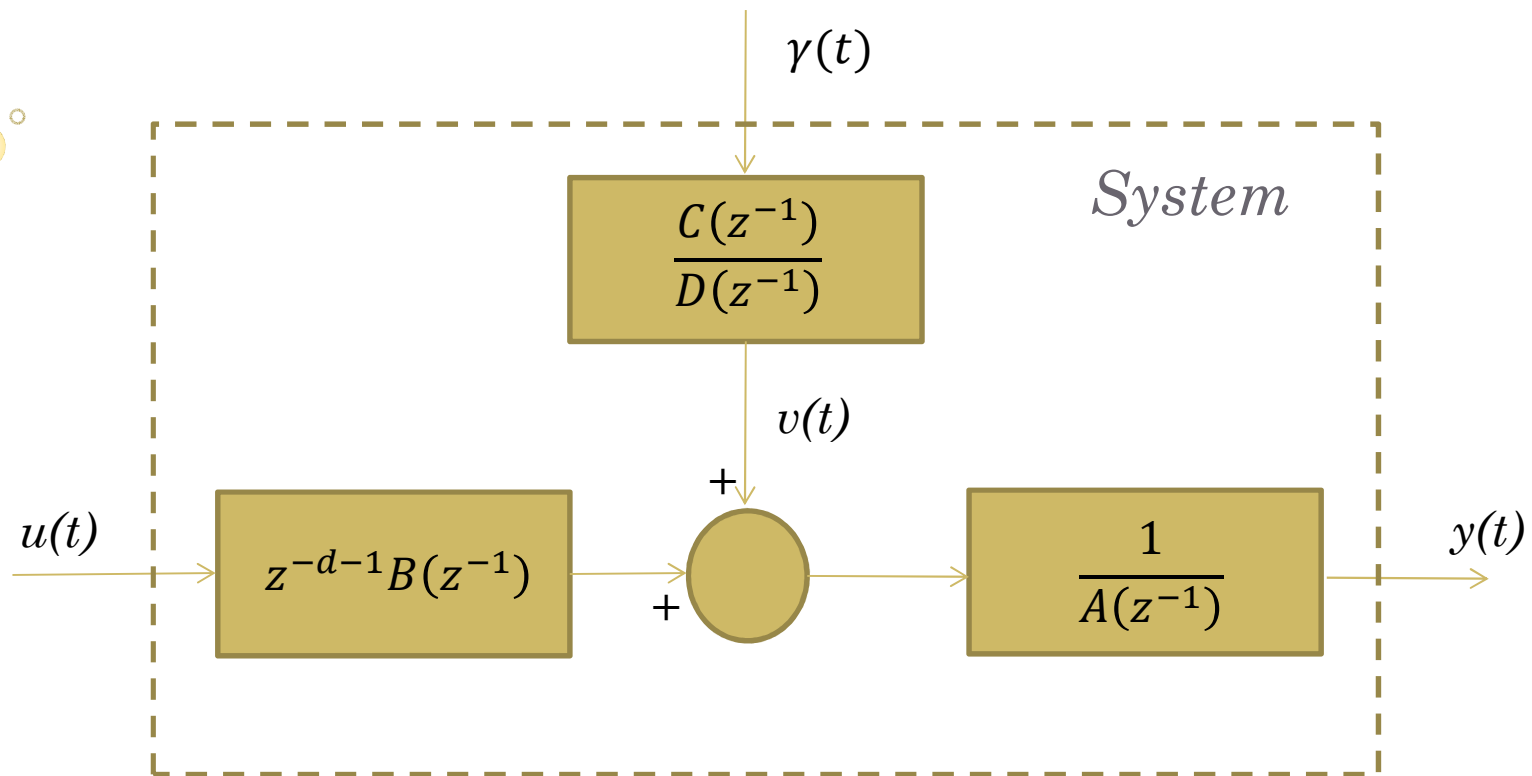 γ(t)
System
C(z⁻¹)
D(z⁻¹)
v(t)
+
u(t)
z⁻ᵈ⁻¹B(z⁻¹)
+
1
A(z⁻¹)
y(t)